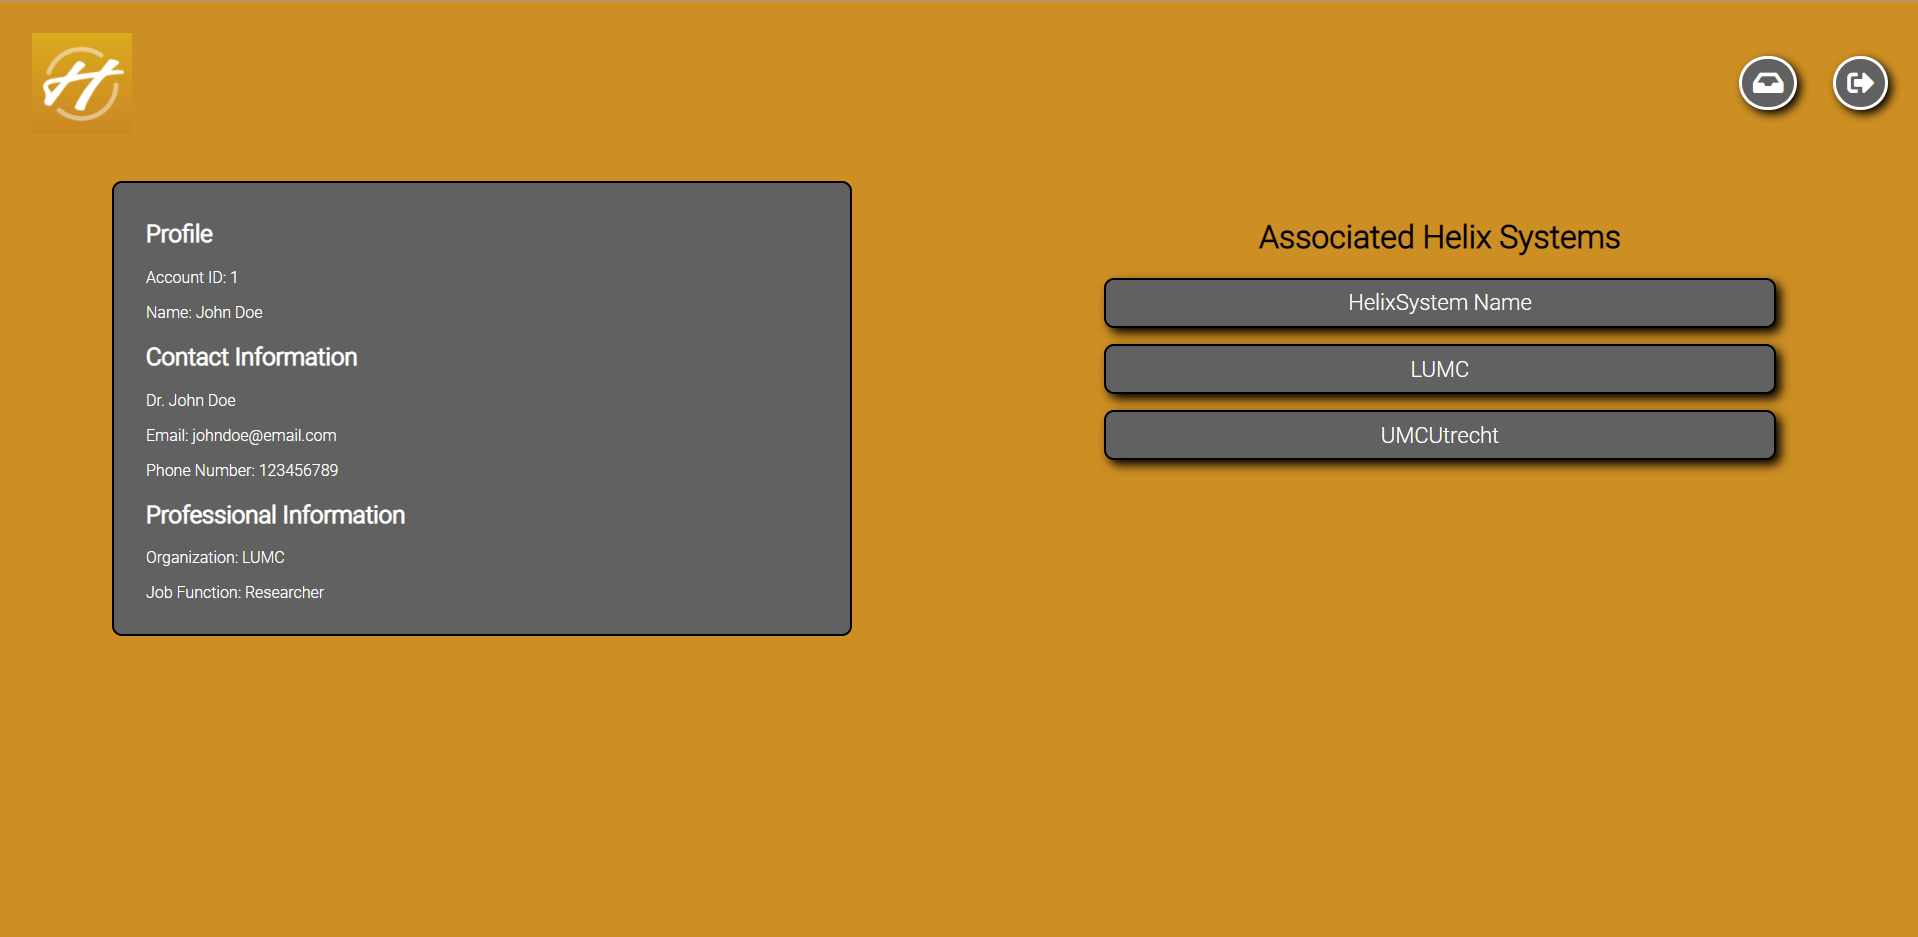 H
Profile
Account ID: 1
Name: John Doe
Contact Information
Dr. John Doe
Email: johndoe@email.com
Phone Number: 123456789
Professional Information
Organization: LUMC
Job Function: Researcher
Associated Helix Systems
HelixSystem Name
LUMC
UMCUtrecht